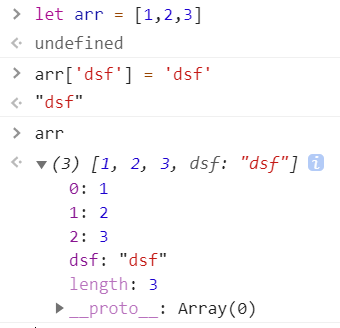 > let arr = [1,2,3]
< undefined
> arr['dsf'] = 'dsf'
< "dsf"
> arr
< ▼(3) [1, 2, 3, dsf: "dsf"] i
0: 1
1: 2
2: 3
dsf: "dsf"
length: 3
▶__proto__: Array(0)